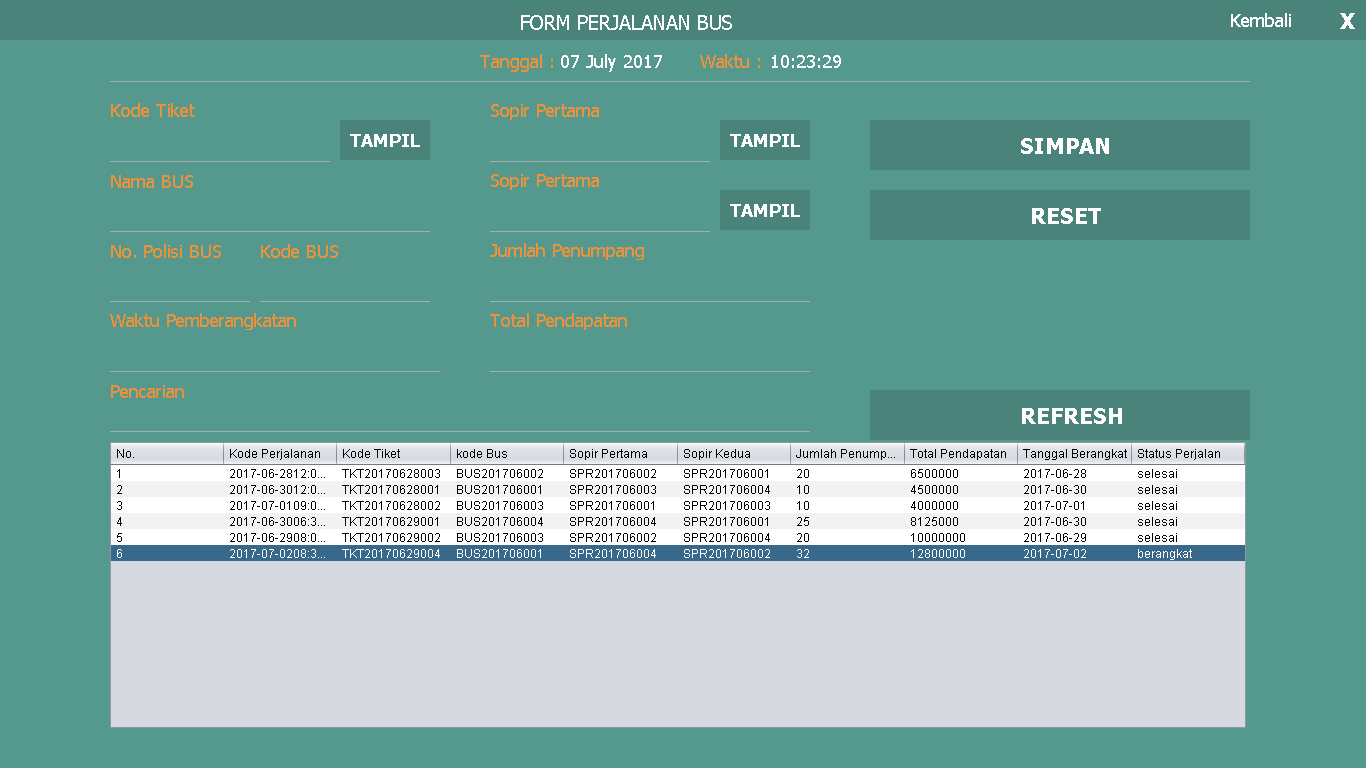 FORM PERJALANAN BUS Kembali X
Tanggal : 07 July 2017 Waktu : 10:23:29
Kode Tiket Sopir Pertama
TAMPIL TAMPIL SIMPAN
Nama BUS Sopir Pertama
TAMPIL RESET
No. Polisi BUS Kode BUS Jumlah Penumpang
Waktu Pemberangkatan Total Pendapatan
Pencarian
REFRESH
No. Kode Perjalanan Kode Tiket kode Bus Sopir Pertama Sopir Kedua Jumlah Penump... Total Pendapatan Tanggal Berangkat Status Perjalan
1 2017-06-2812:0... TKT20170628003 BUS201706002 SPR201706002 SPR201706001 20 6500000 2017-06-28 selesai
2 2017-06-3012:0... TKT20170628001 BUS201706001 SPR201706003 SPR201706004 10 4500000 2017-06-30 selesai
3 2017-07-0109:0... TKT20170628002 BUS201706003 SPR201706001 SPR201706003 10 4000000 2017-07-01 selesai
4 2017-06-3006:3... TKT20170629001 BUS201706004 SPR201706004 SPR201706001 25 8125000 2017-06-30 selesai
5 2017-06-2908:0... TKT20170629002 BUS201706003 SPR201706004 SPR201706002 20 10000000 2017-06-29 selesai
6 2017-07-0208:3... TKT20170629004 BUS201706001 SPR201706004 SPR201706002 32 12800000 2017-07-02 berangkat